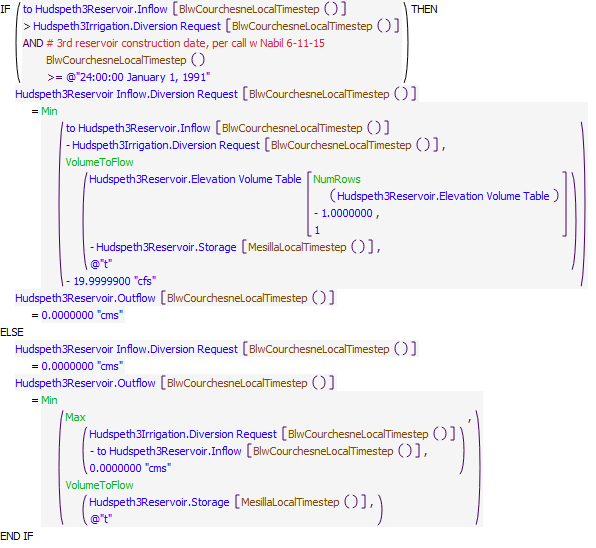 IF ( to Hudspeth3Reservoir.Inflow [BlwCourchesneLocalTimestep ()] ) THEN
> Hudspeth3Irrigation.Diversion Request [BlwCourchesneLocalTimestep ()]
AND # 3rd reservoir construction date, per call w Nabil 6-11-15
BlwCourchesneLocalTimestep ()
>= @"24:00:00 January 1, 1991"
Hudspeth3Reservoir Inflow.Diversion Request [BlwCourchesneLocalTimestep ()]
= Min
to Hudspeth3Reservoir.Inflow [BlwCourchesneLocalTimestep ()]
- Hudspeth3Irrigation.Diversion Request [BlwCourchesneLocalTimestep ()],
VolumeToFlow
Hudspeth3Reservoir.Elevation Volume Table [NumRows
(Hudspeth3Reservoir.Elevation Volume Table)
- 1.0000000 ,
1 ]
- Hudspeth3Reservoir.Storage [MesillaLocalTimestep ()],
@"t"
- 19.9999900 "cfs"
Hudspeth3Reservoir.Outflow [BlwCourchesneLocalTimestep ()]
= 0.0000000 "cms"
ELSE
Hudspeth3Reservoir Inflow.Diversion Request [BlwCourchesneLocalTimestep ()]
= 0.0000000 "cms"
Hudspeth3Reservoir.Outflow [BlwCourchesneLocalTimestep ()]
= Min
Max ,
Hudspeth3Irrigation.Diversion Request [BlwCourchesneLocalTimestep ()]
- to Hudspeth3Reservoir.Inflow [BlwCourchesneLocalTimestep ()],
0.0000000 "cms"
VolumeToFlow
Hudspeth3Reservoir.Storage [MesillaLocalTimestep ()],
@"t"
END IF